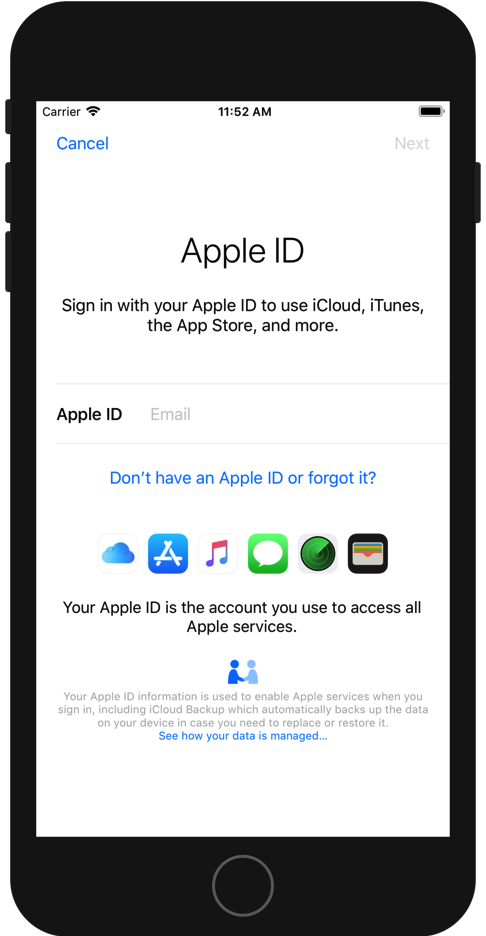 Carrier 11:52 AM
Cancel Next
Apple ID
Sign in with your Apple ID to use iCloud, iTunes,
the App Store, and more.
Apple ID Email
Don’t have an Apple ID or forgot it?
Your Apple ID is the account you use to access all
Apple services.
Your Apple ID information is used to enable Apple services when you
sign in, including iCloud Backup which automatically backs up the data
on your device in case you need to replace or restore it.
See how your data is managed...